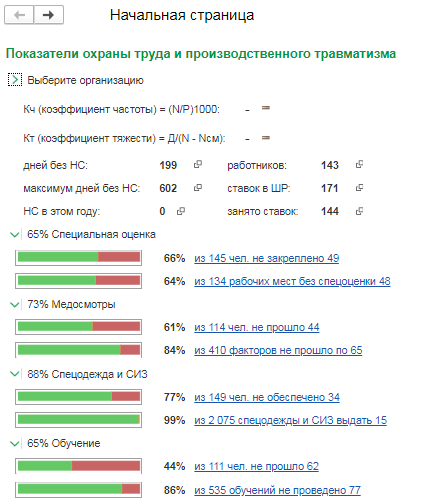 Начальная страница
Показатели охраны труда и производственного травматизма
Выберите организацию
Кч (коэффициент частоты) = (N/P)1000: -
Кт (коэффициент тяжести) = Д/(N - Nсм): -
дней без НС: 199 работников: 143
максимум дней без НС: 602 ставок в ШР: 171
НС в этом году: 0 занято ставок: 144
65% Специальная оценка
66% из 145 чел. не закреплено 49
64% из 134 рабочих мест без спецоценки 48
73% Медосмотры
61% из 114 чел. не прошло 44
84% из 410 факторов не прошло по 65
88% Спецодежда и СИЗ
77% из 149 чел. не обеспечено 34
99% из 2 075 спецодежды и СИЗ выдать 15
65% Обучение
44% из 111 чел. не прошло 62
86% из 535 обучений не проведено 77